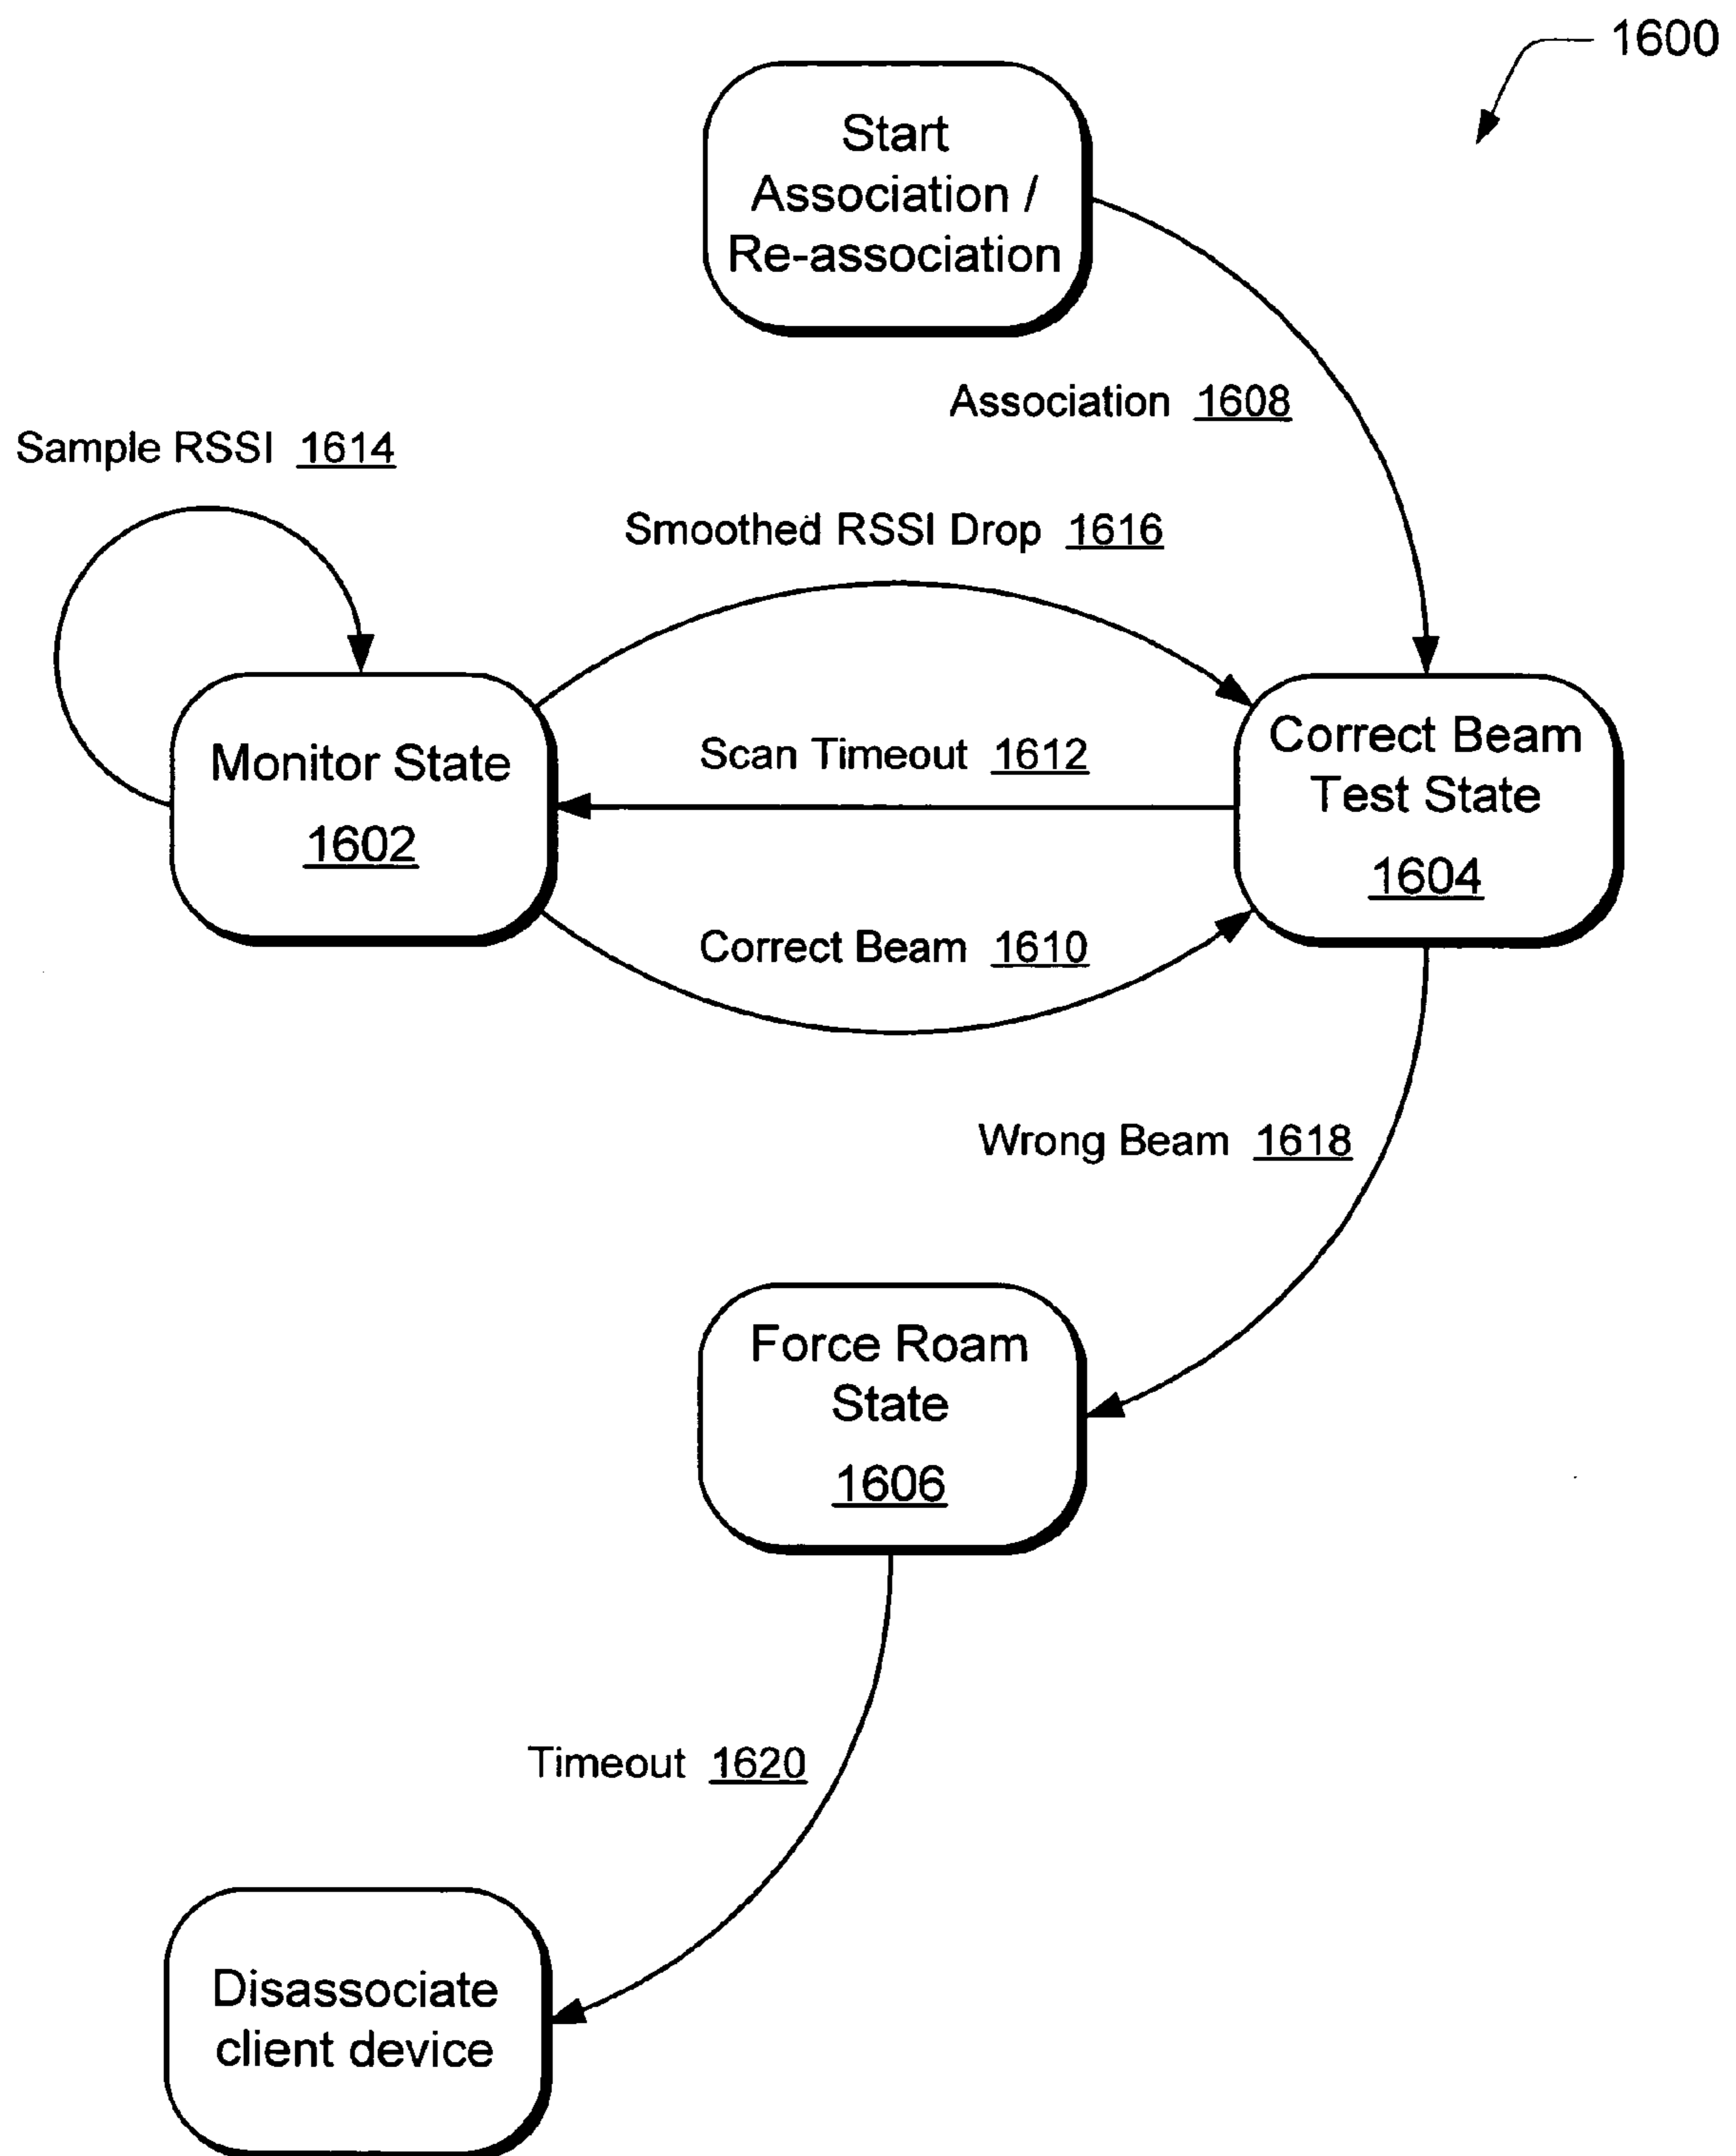 1600
Start
Association /
Re-association
Association 1608
Sample RSSI 1614
Smoothed RSSI Drop 1616
Monitor State
1602
Scan Timeout 1612
Correct Beam
Test State
1604
Correct Beam 1610
Wrong Beam 1618
Force Roam
State
1606
Timeout 1620
Disassociate
client device